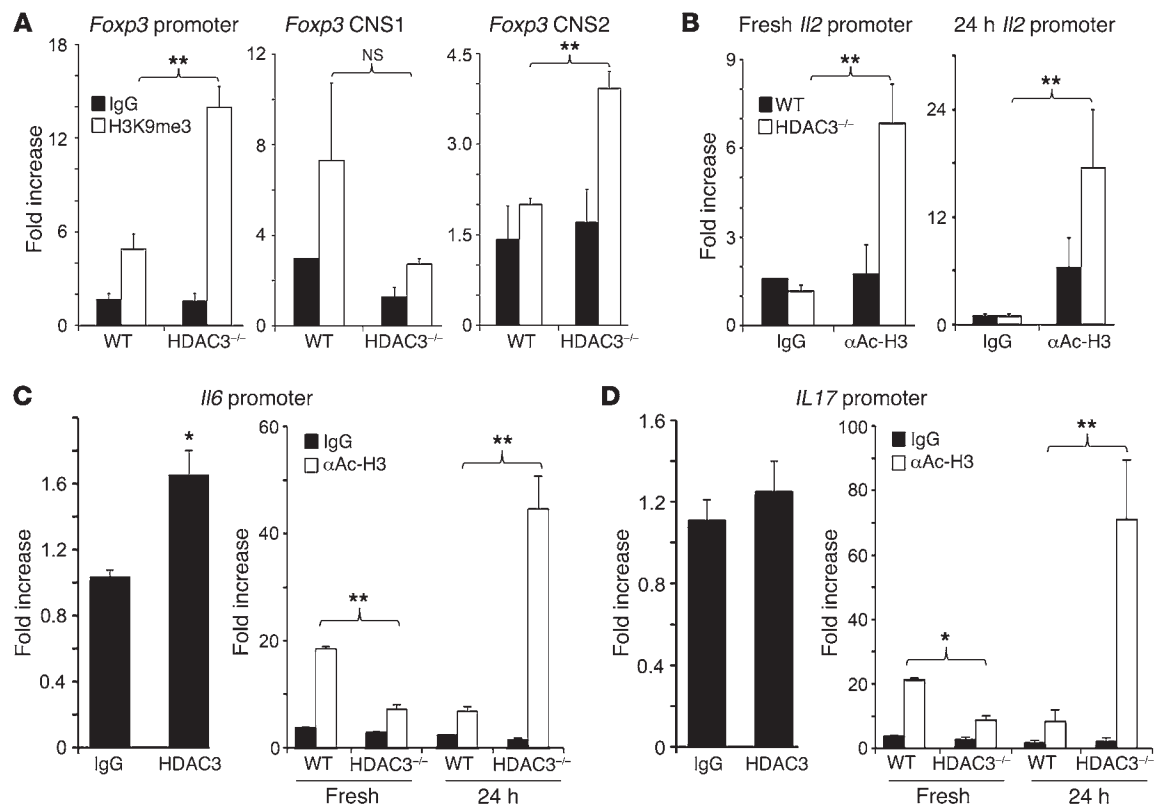 A
Foxp3 promoter
Foxp3 CNS1
Foxp3 CNS2
Fold increase
18
12
6
0
**
IgG
H3K9me3
WT
HDAC3–/–
12
8
4
0
NS
WT
HDAC3–/–
4.5
3.0
1.5
0
**
WT
HDAC3–/–
B
Fresh Il2 promoter
24 h Il2 promoter
Fold increase
9
6
3
0
**
WT
HDAC3–/–
IgG
αAc-H3
24
12
0
**
IgG
αAc-H3
C
Il6 promoter
Fold increase
1.6
1.2
0.8
0.4
0
*
IgG
HDAC3
Fold increase
60
40
20
0
IgG
αAc-H3
**
**
WT
HDAC3–/–
WT
HDAC3–/–
Fresh
24 h
D
IL17 promoter
Fold increase
1.6
1.2
0.8
0.4
0
IgG
HDAC3
Fold increase
100
80
60
40
20
0
IgG
αAc-H3
*
**
WT
HDAC3–/–
WT
HDAC3–/–
Fresh
24 h